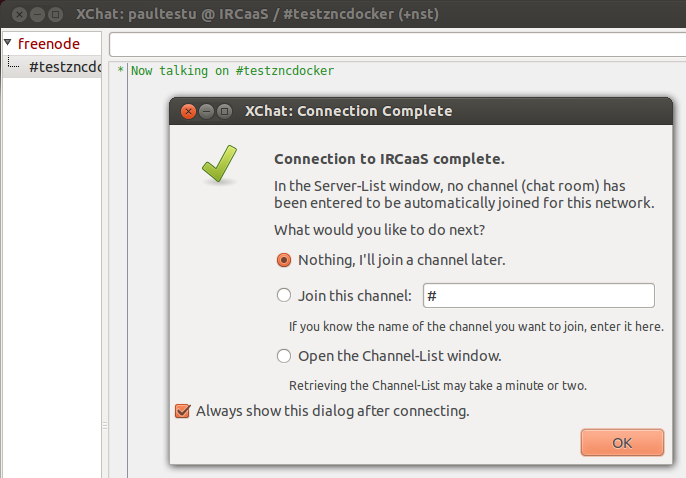 XChat: paultestu @ IRCaaS / #testzncdocker (+nst)
freenode
#testzncdo
* Now talking on #testzncdocker
XChat: Connection Complete
Connection to IRCaaS complete.
In the Server-List window, no channel (chat room) has
been entered to be automatically joined for this network.
What would you like to do next?
Nothing, I'll join a channel later.
Join this channel: #
If you know the name of the channel you want to join, enter it here.
Open the Channel-List window.
Retrieving the Channel-List may take a minute or two.
Always show this dialog after connecting.
OK